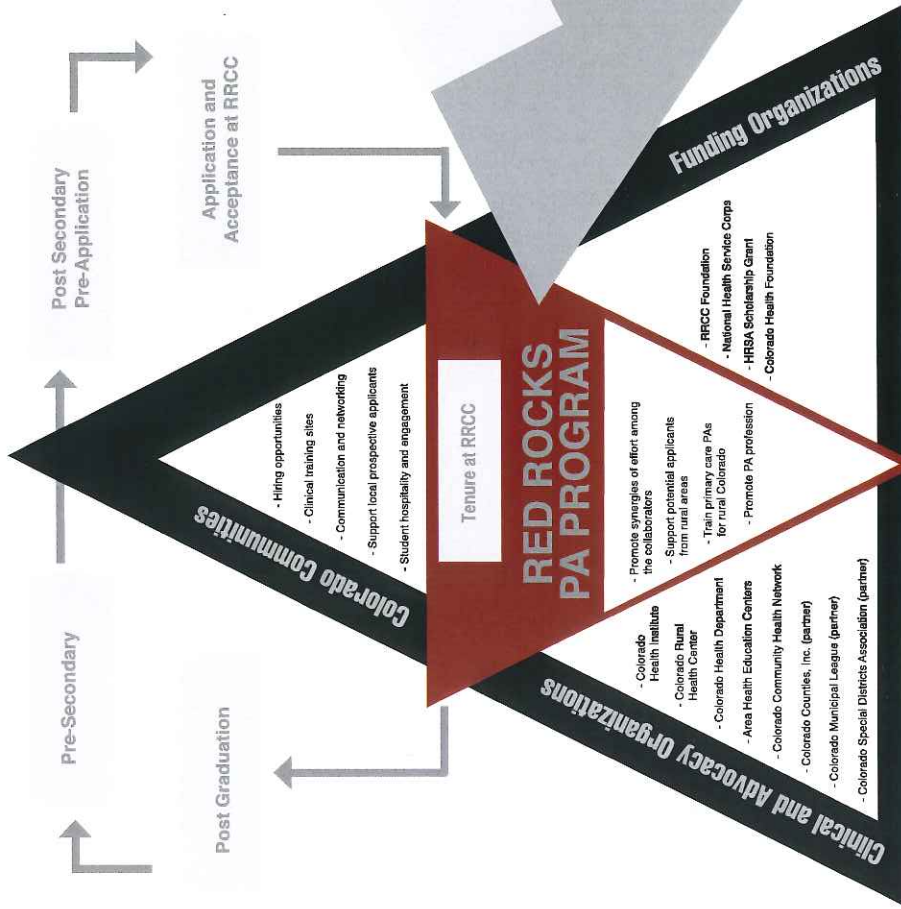 Pre-Secondary
Post Secondary
Pre-Application
Application and
Acceptance at RRCC
Post Graduation
Colorado Communities
- Hiring opportunities
- Clinical training sites
- Communication and networking
- Support local prospective applicants
- Student hospitality and engagement
Tenure at RRCC
RED ROCKS
PA PROGRAM
- Promote synergies of effort among
the collaborators
- Support potential applicants
from rural areas
- Train primary care PAs
for rural Colorado
- Promote PA profession
Clinical and Advocacy Organizations
- Colorado
Health Institute
- Colorado Rural
Health Center
- Colorado Health Department
- Area Health Education Centers
- Colorado Community Health Network
- Colorado Counties, Inc. (partner)
- Colorado Municipal League (partner)
- Colorado Special Districts Association (partner)
Funding Organizations
- RRCC Foundation
- National Health Service Corps
- HRSA Scholarship Grant
- Colorado Health Foundation